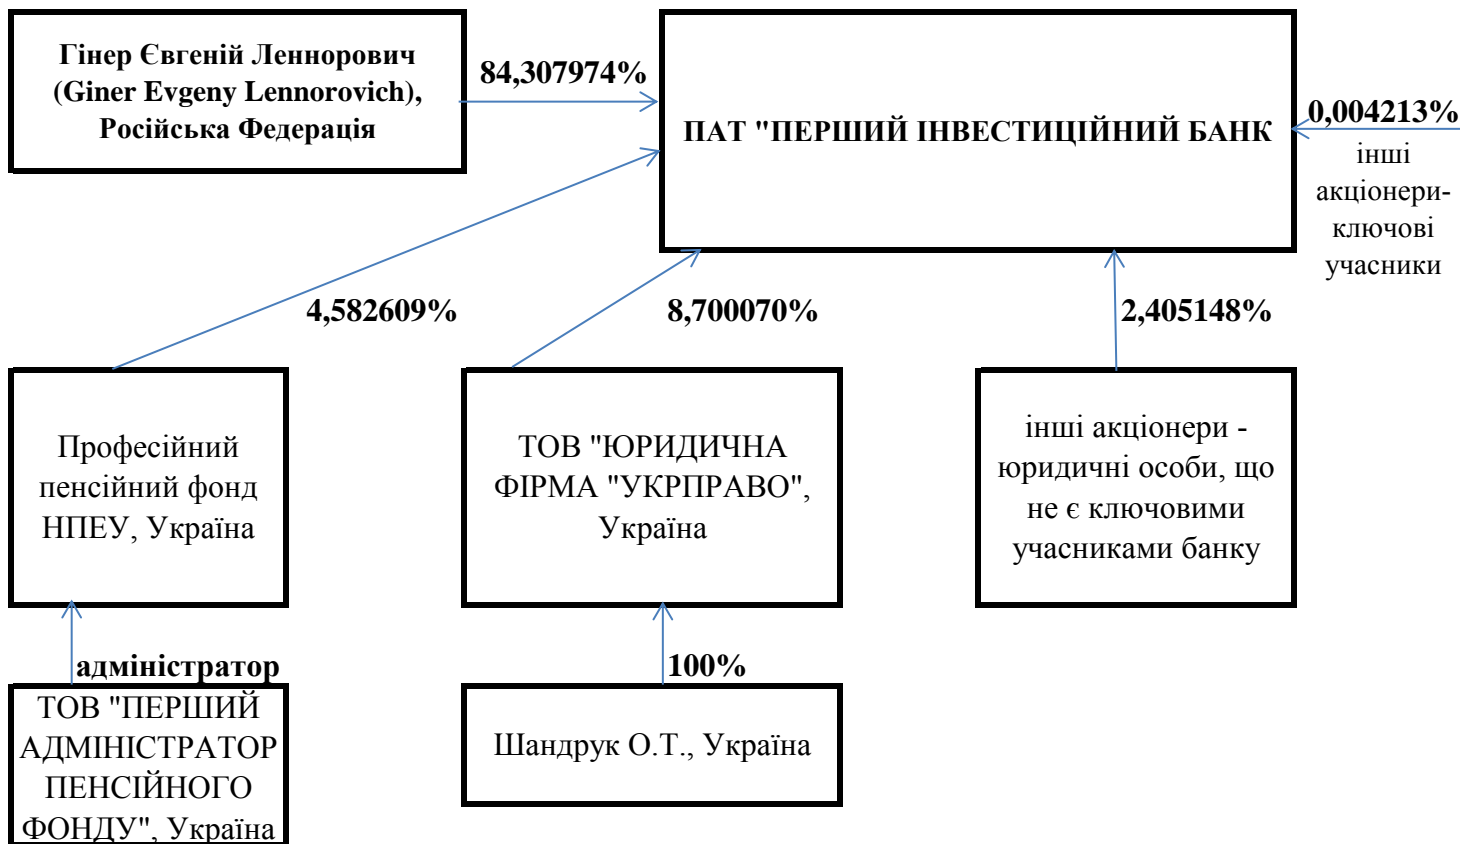 Гінер Євгеній Леннорович
(Giner Evgeny Lennorovich),
Російська Федерація
84,307974%
ПАТ "ПЕРШИЙ ІНВЕСТИЦІЙНИЙ БАНК
0,004213%
інші
акціонери-
ключові
учасники
4,582609%
8,700070%
2,405148%
Професійний
пенсійний фонд
НПЕУ, Україна
ТОВ "ЮРИДИЧНА
ФІРМА "УКРПРАВО",
Україна
інші акціонери -
юридичні особи, що
не є ключовими
учасниками банку
адміністратор
100%
ТОВ "ПЕРШИЙ
АДМІНІСТРАТОР
ПЕНСІЙНОГО
ФОНДУ", Україна
Шандрук О.Т., Україна